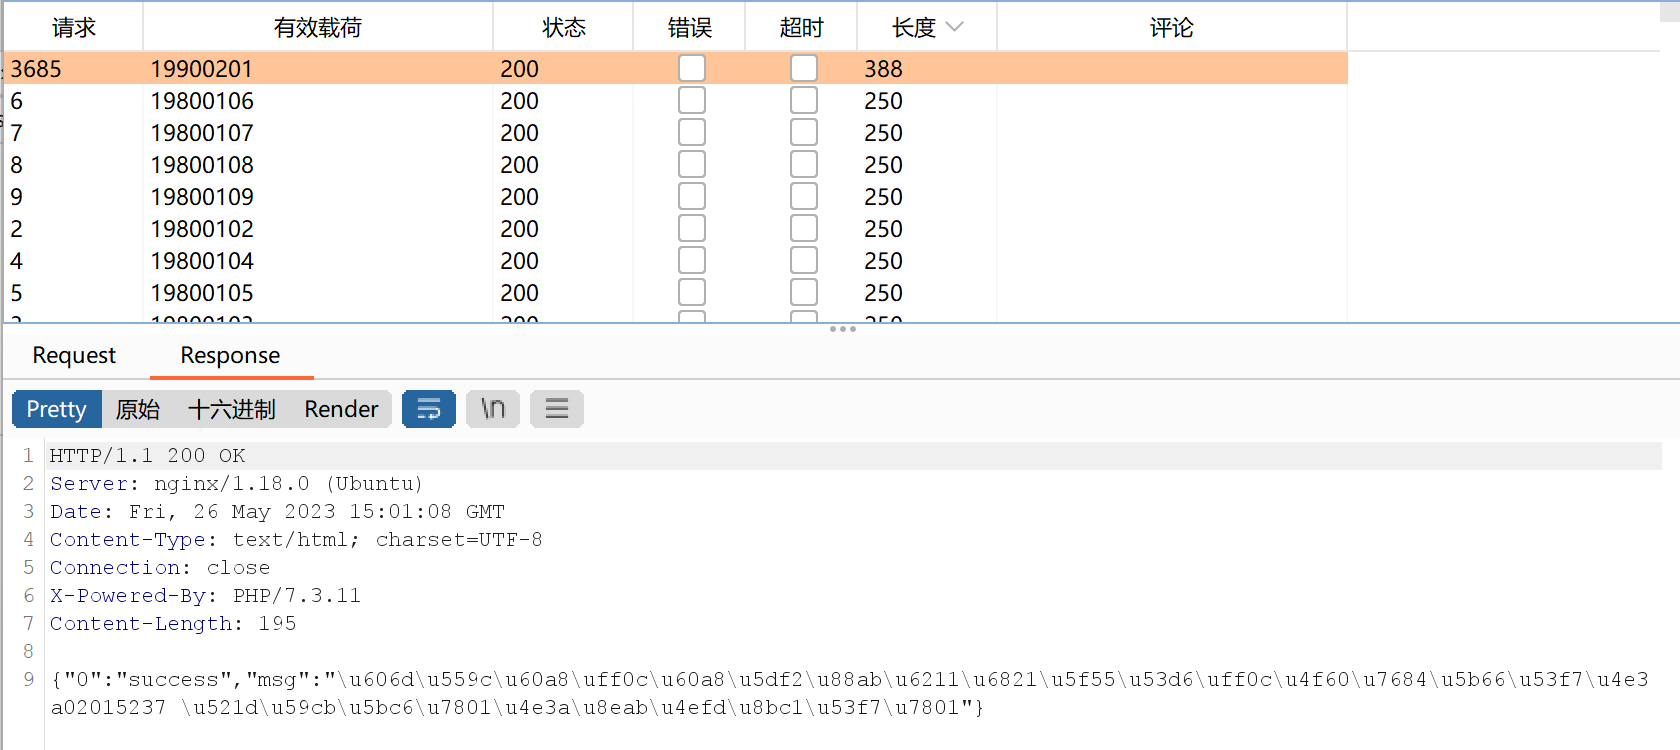 请求 有效载荷 状态 错误 超时 长度 评论
3685 19900201 200 388
6 19800106 200 250
7 19800107 200 250
8 19800108 200 250
9 19800109 200 250
2 19800102 200 250
4 19800104 200 250
5 19800105 200 250
Request Response
Pretty 原始 十六进制 Render \n
1 HTTP/1.1 200 OK
2 Server: nginx/1.18.0 (Ubuntu)
3 Date: Fri, 26 May 2023 15:01:08 GMT
4 Content-Type: text/html; charset=UTF-8
5 Connection: close
6 X-Powered-By: PHP/7.3.11
7 Content-Length: 195
8
9 {"0":"success","msg":"\u606d\u559c\u60a8\uff0c\u60a8\u5df2\u88ab\u6211\u6821\u5f55\u53d6\uff0c\u4f60\u7684\u5b66\u53f7\u4e3
a02015237 \u521d\u59cb\u5bc6\u7801\u4e3a\u8eab\u4efd\u8bc1\u53f7\u7801"}